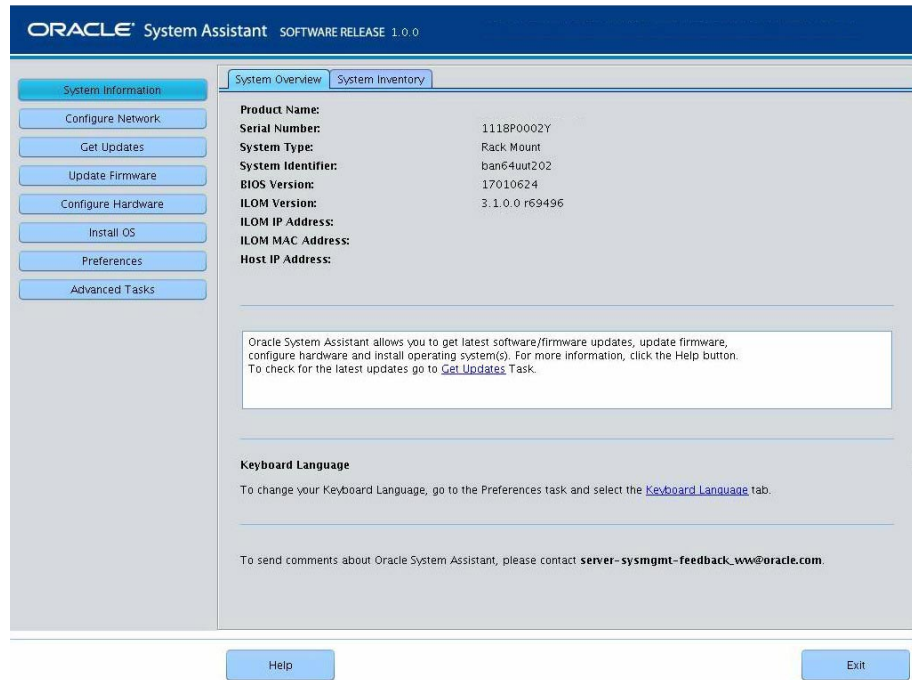 ORACLE System Assistant SOFTWARE RELEASE 1.0.0
System Information
Configure Network
Get Updates
Update Firmware
Configure Hardware
Install OS
Preferences
Advanced Tasks
System Overview System Inventory
Product Name:
Serial Number: 1118P0002Y
System Type: Rack Mount
System Identifier: ban64uut202
BIOS Version: 17010624
ILOM Version: 3.1.0.0 r69496
ILOM IP Address:
ILOM MAC Address:
Host IP Address:
Oracle System Assistant allows you to get latest software/firmware updates, update firmware,
configure hardware and install operating system(s). For more information, click the Help button.
To check for the latest updates go to Get Updates Task.
Keyboard Language
To change your Keyboard Language, go to the Preferences task and select the Keyboard Language tab.
To send comments about Oracle System Assistant, please contact server-sysmgmt-feedback_ww@oracle.com.
Help Exit